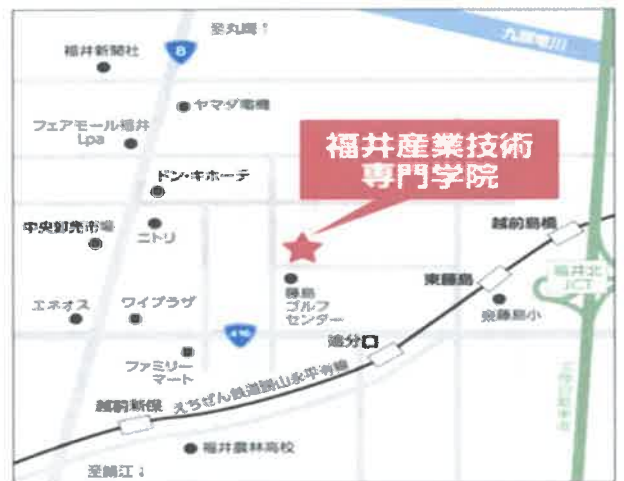 至丸岡↑
8
九頭竜川
福井新聞社
ヤマダ電機
フェアモール福井
Lpa
福井産業技術
専門学院
ドン・キホーテ
中央卸売市場
ニトリ
越前島橋
福井北
JCT
東藤島
藤島
ゴルフ
センター
東藤島小
エネオス
ワイプラザ
416
追分口
ファミリー
マート
えちぜん鉄道勝山永平寺線
越前新保
福井農林高校
至鯖江↓